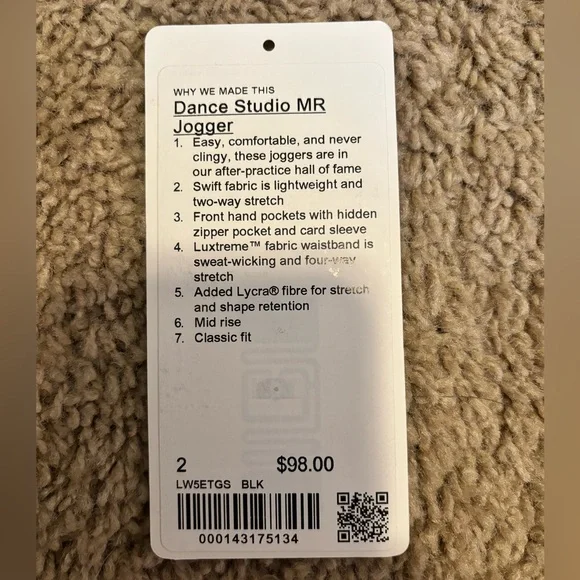 WHY WE MADE THIS
Dance Studio MR
Jogger
1. Easy, comfortable, and never
clingy, these joggers are in
our after-practice hall of fame
2. Swift fabric is lightweight and
two-way stretch
3. Front hand pockets with hidden
zipper pocket and card sleeve
4. Luxtreme™ fabric waistband is
sweat-wicking and four-way
stretch
5. Added Lycra® fibre for stretch
and shape retention
6. Mid rise
7. Classic fit
2 $98.00
LW5ETGS BLK
000143175134